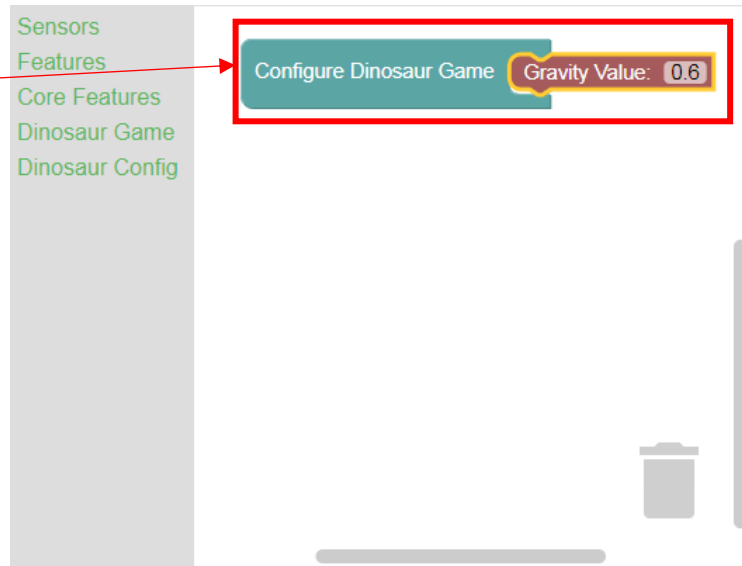 Sensors
Features
Core Features
Dinosaur Game
Dinosaur Config
Configure Dinosaur Game Gravity Value: 0.6